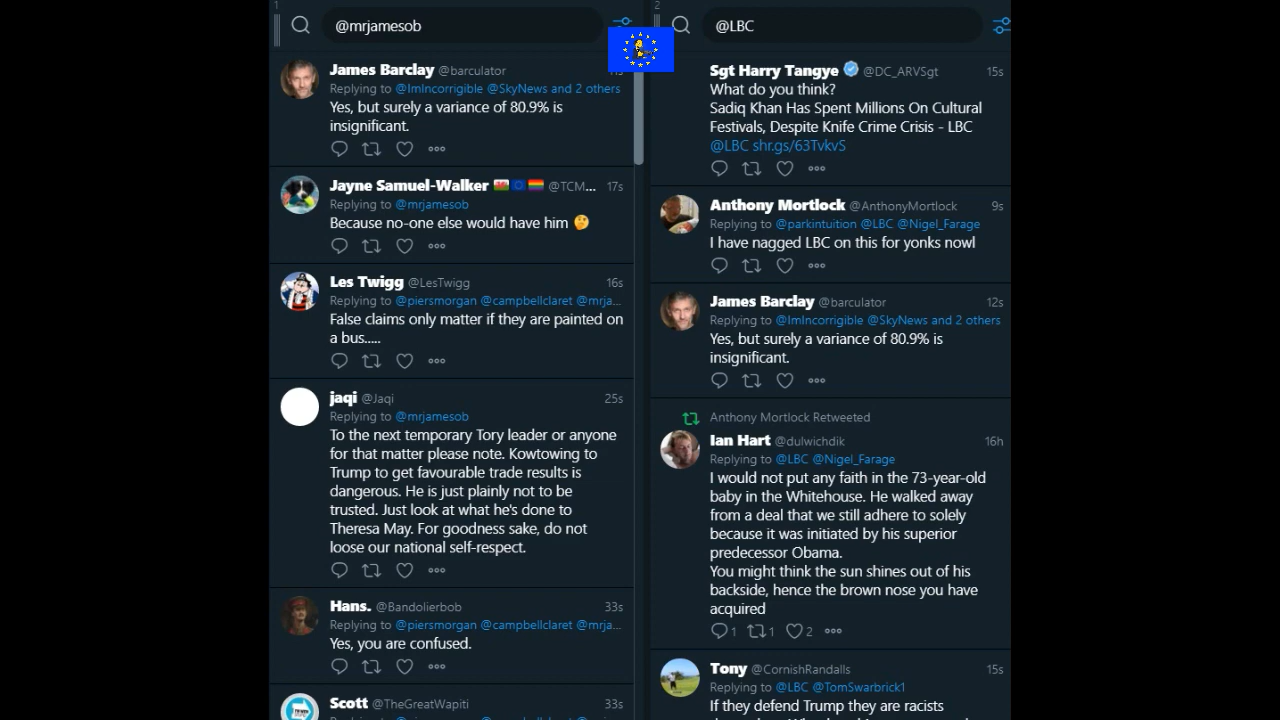 1
@mrjamesob
James Barclay @barculator
Replying to @ImIncorrigible @SkyNews and 2 others
Yes, but surely a variance of 80.9% is
insignificant.
Jayne Samuel-Walker 🏴󠁧󠁢󠁷󠁬󠁳󠁿🇪🇺🏳️‍🌈 @TCM... 17s
Replying to @mrjamesob
Because no-one else would have him 🤔
Les Twigg @LesTwigg 16s
Replying to @piersmorgan @campbellclaret @mrja...
False claims only matter if they are painted on
a bus.....
jaqi @Jaqi 25s
Replying to @mrjamesob
To the next temporary Tory leader or anyone
for that matter please note. Kowtowing to
Trump to get favourable trade results is
dangerous. He is just plainly not to be
trusted. Just look at what he's done to
Theresa May. For goodness sake, do not
loose our national self-respect.
Hans. @Bandolierbob 33s
Replying to @piersmorgan @campbellclaret @mrja...
Yes, you are confused.
Scott @TheGreatWapiti 33s
2
@LBC
Sgt Harry Tangye @DC_ARVSgt 15s
What do you think?
Sadiq Khan Has Spent Millions On Cultural
Festivals, Despite Knife Crime Crisis - LBC
@LBC shr.gs/63TvkvS
Anthony Mortlock @AnthonyMortlock 9s
Replying to @parkintuition @LBC @Nigel_Farage
I have nagged LBC on this for yonks nowl
James Barclay @barculator 12s
Replying to @ImIncorrigible @SkyNews and 2 others
Yes, but surely a variance of 80.9% is
insignificant.
Anthony Mortlock Retweeted
Ian Hart @dulwichdik 16h
Replying to @LBC @Nigel_Farage
I would not put any faith in the 73-year-old
baby in the Whitehouse. He walked away
from a deal that we still adhere to solely
because it was initiated by his superior
predecessor Obama.
You might think the sun shines out of his
backside, hence the brown nose you have
acquired
1 1 2
Tony @CornishRandalls 15s
Replying to @LBC @TomSwarbrick1
If they defend Trump they are racists